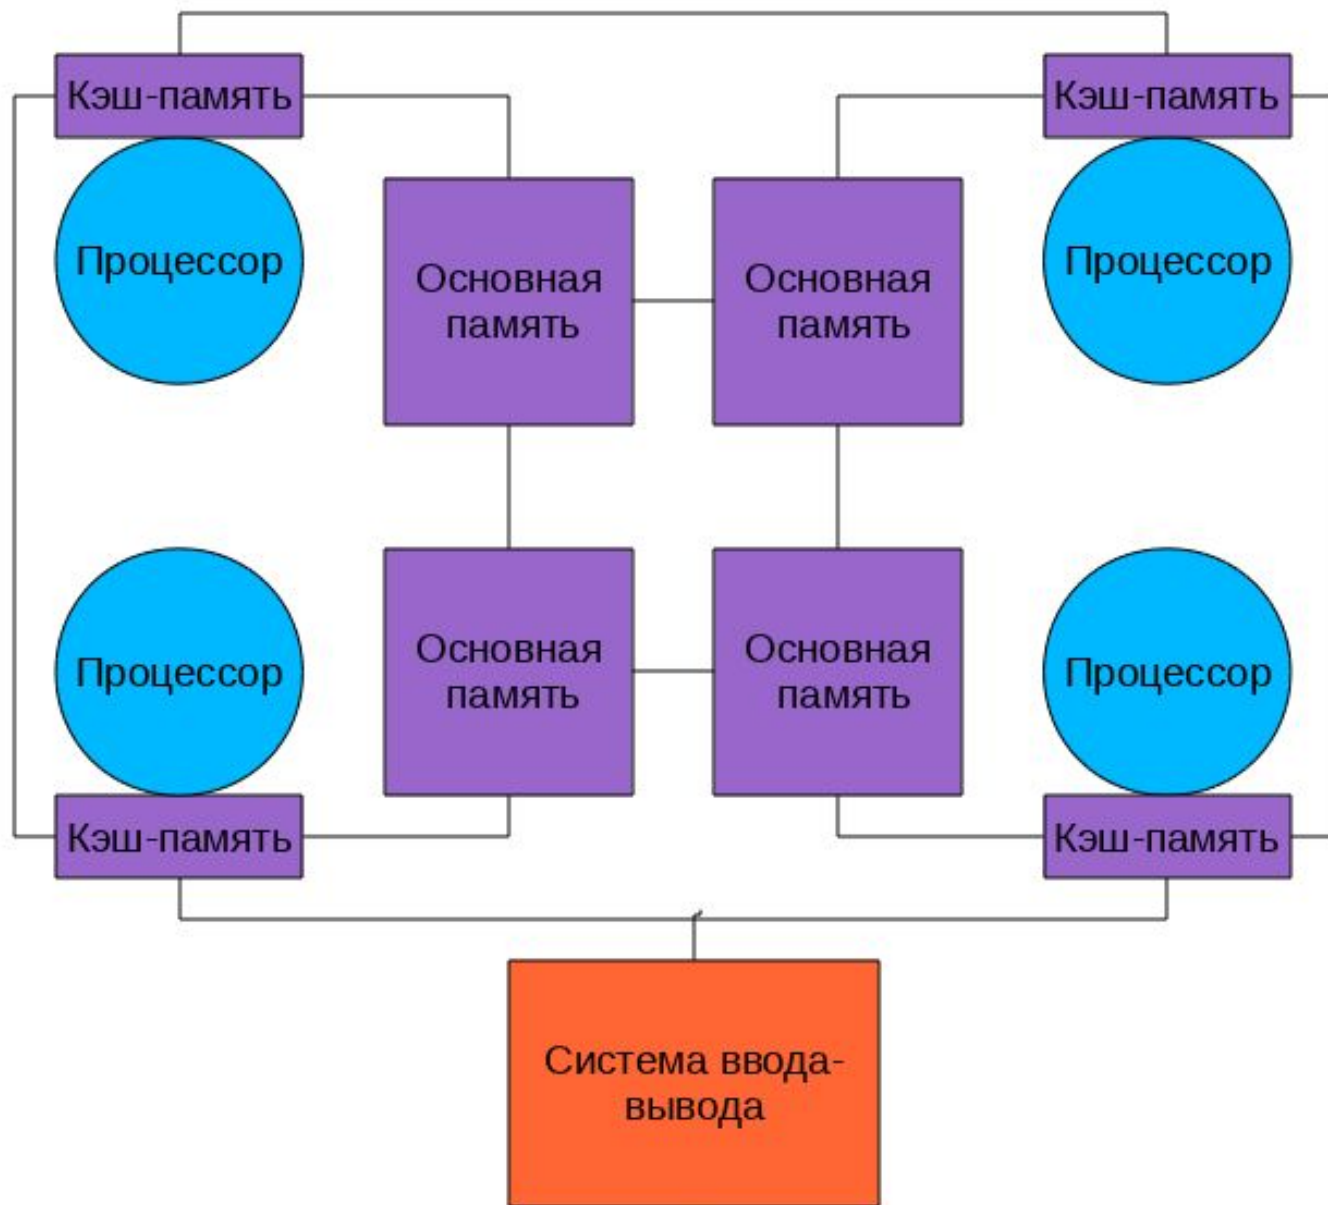 Кэш-память
Кэш-память
Процессор
Основная
память
Основная
память
Процессор
Процессор
Основная
память
Основная
память
Процессор
Кэш-память
Кэш-память
Система ввода-
вывода